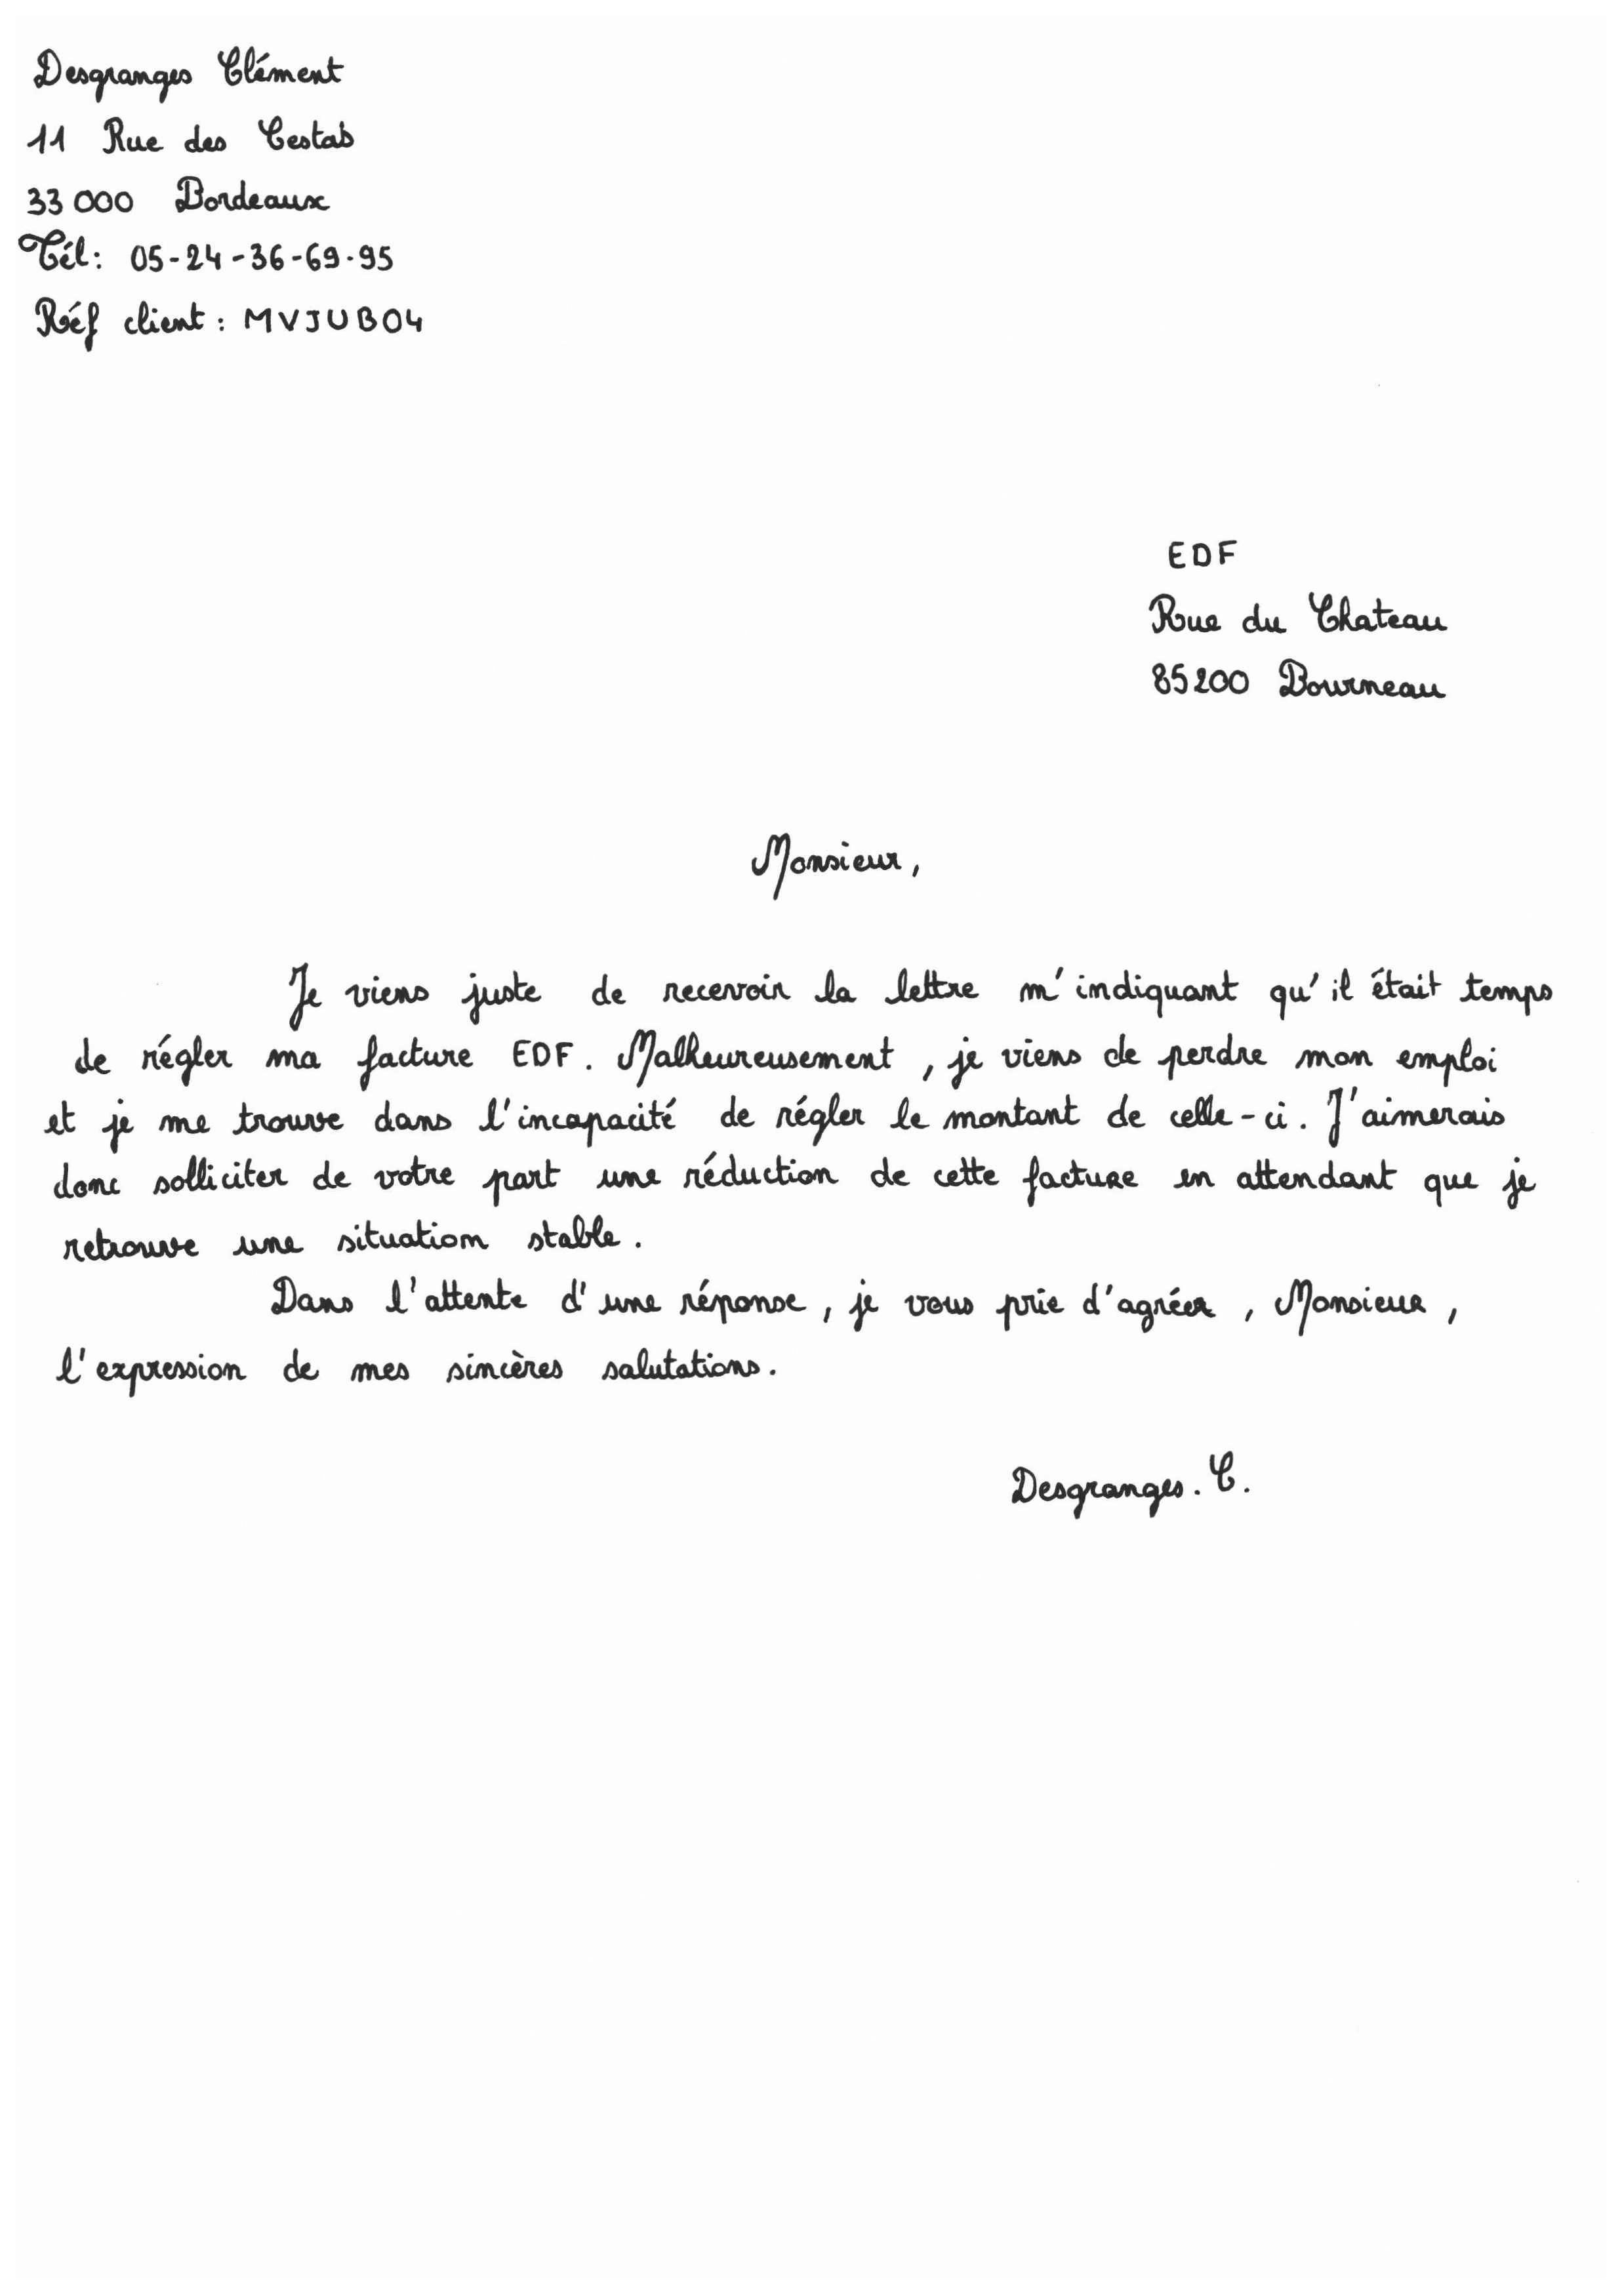 Desgranges Clément
11 Rue des Cestas
33 000 Bordeaux
Tél : 05-24-36-69-95
Réf client : MVJUB04
EDF
Rue du Chateau
85200 Bourneau
Monsieur,
Je viens juste de recevoir la lettre m'indiquant qu'il était temps
de régler ma facture EDF. Malheureusement, je viens de perdre mon emploi
et je me trouve dans l'incapacité de régler le montant de celle-ci. J'aimerais
donc solliciter de votre part une réduction de cette facture en attendant que je
retrouve une situation stable.
Dans l'attente d'une réponse, je vous prie d'agréer, Monsieur,
l'expression de mes sincères salutations.
Desgranges. C.